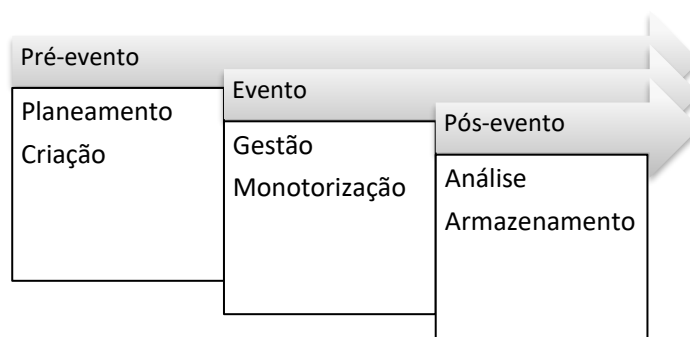 Pré-evento
Planeamento
Criação
Evento
Gestão
Monotorização
Pós-evento
Análise
Armazenamento